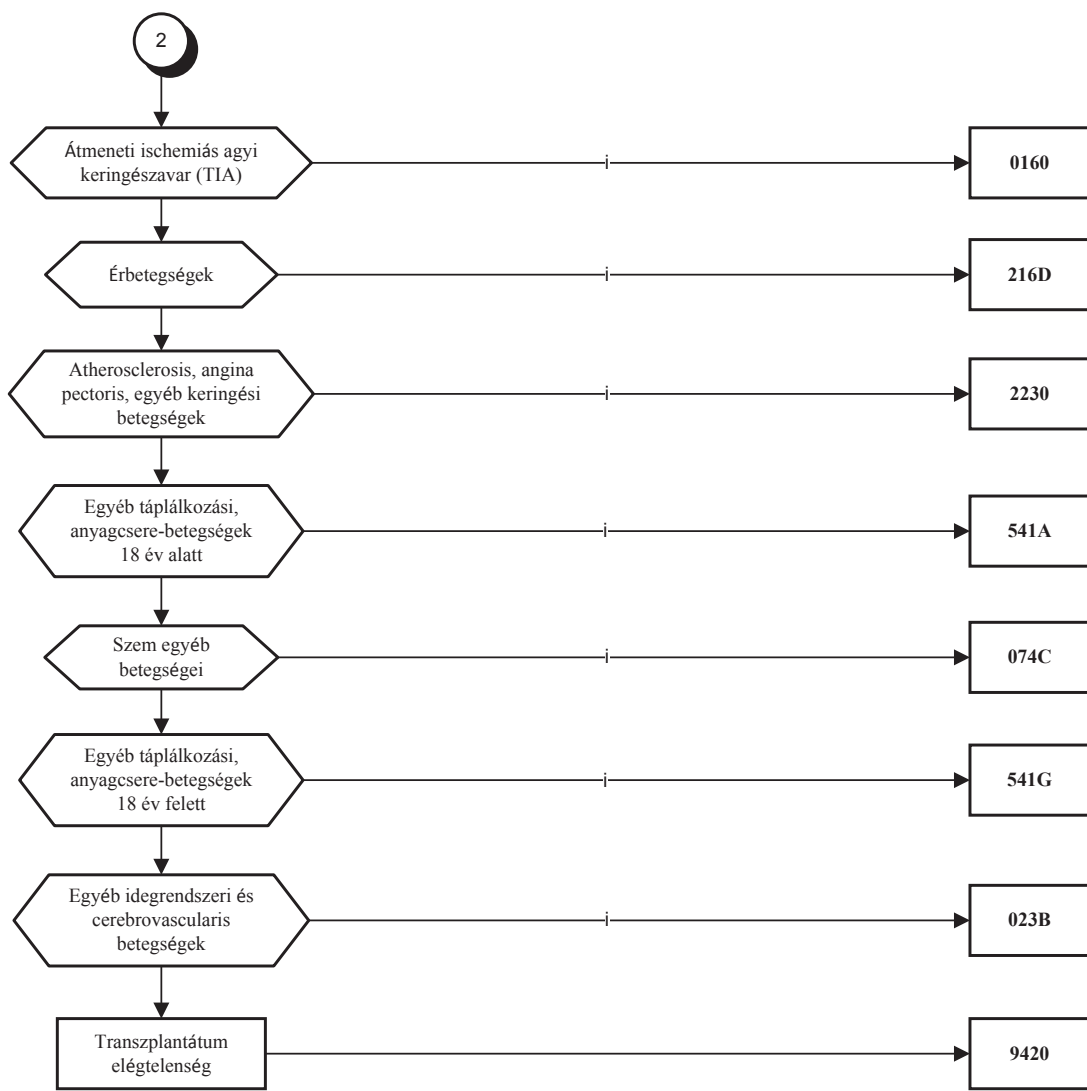 2
Átmeneti ischemiás agyi
keringészavar (TIA)
i
0160
Érbetegségek
i
216D
Atherosclerosis, angina
pectoris, egyéb keringési
betegségek
i
2230
Egyéb táplálkozási,
anyagcsere-betegségek
18 év alatt
i
541A
Szem egyéb
betegségei
i
074C
Egyéb táplálkozási,
anyagcsere-betegségek
18 év felett
i
541G
Egyéb idegrendszeri és
cerebrovascularis
betegségek
i
023B
Transzplantátum
elégtelenség
9420